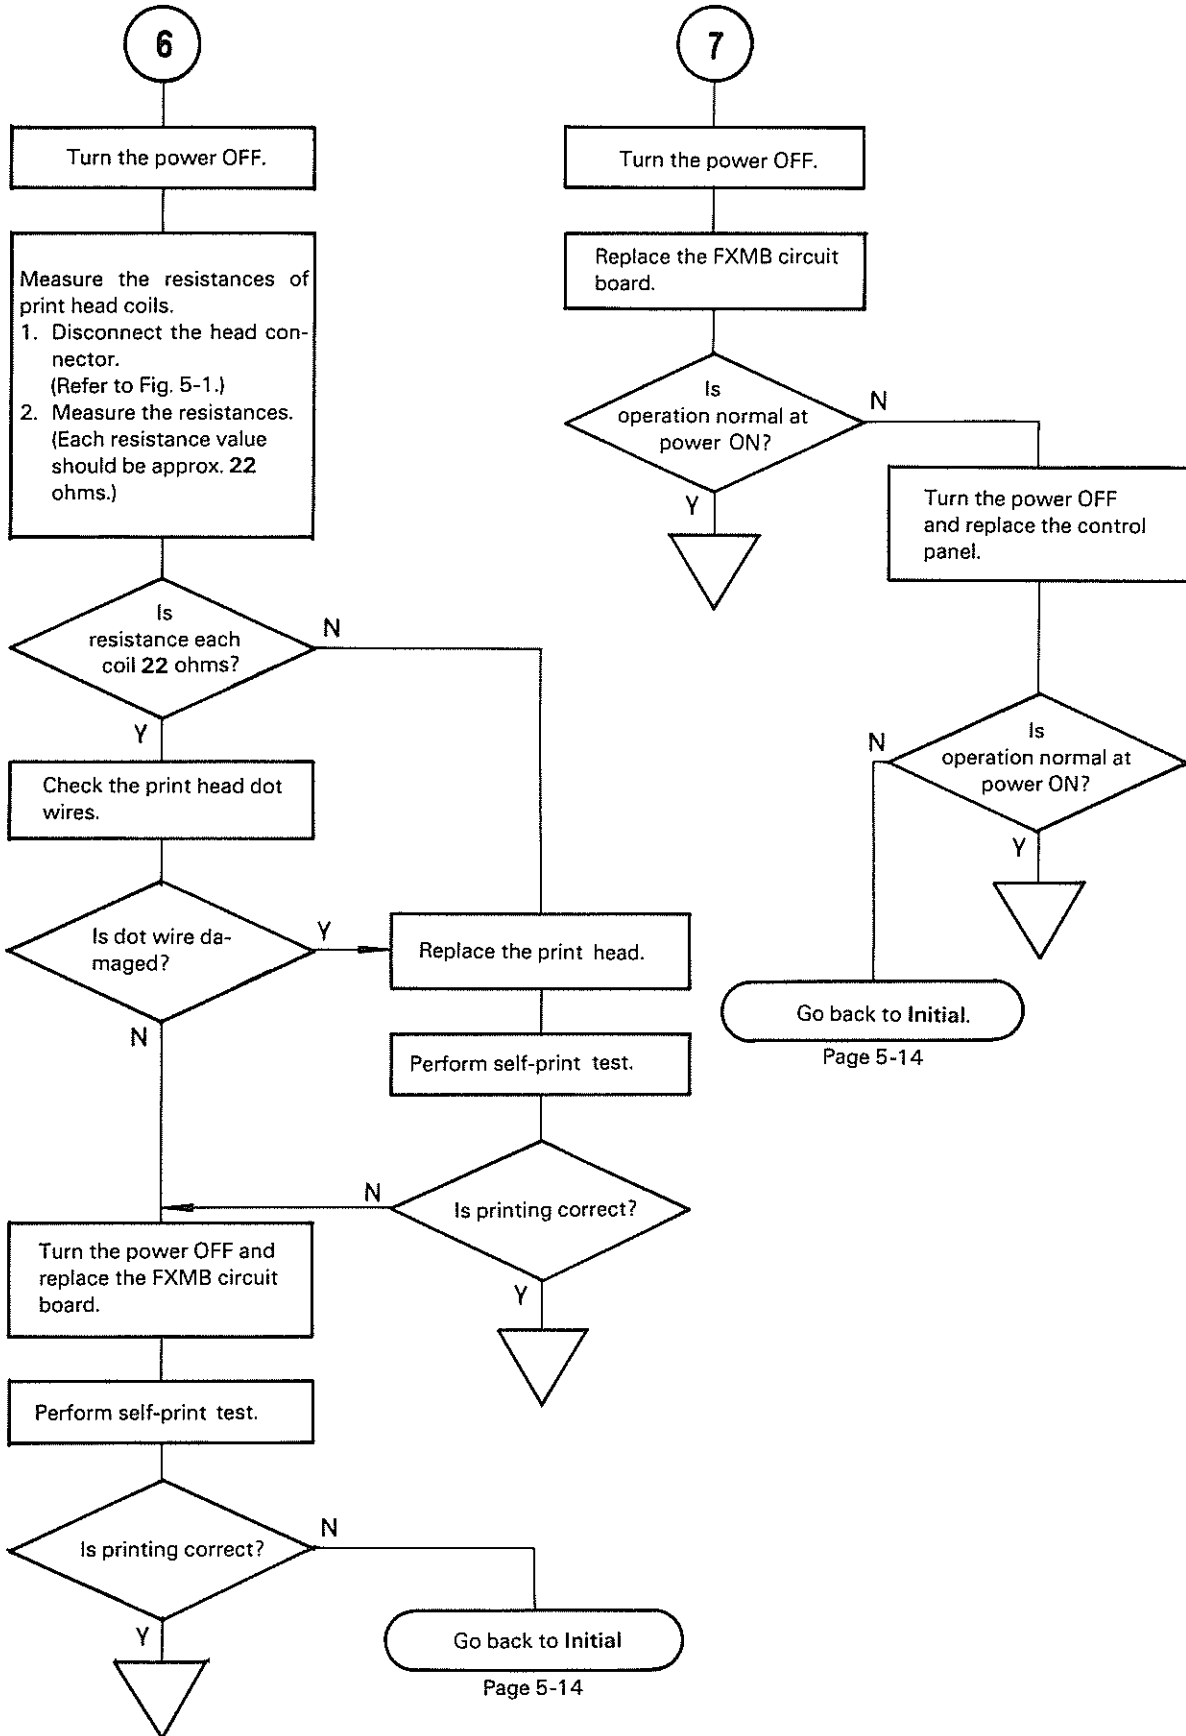 6
Turn the power OFF.
Measure the resistances of
print head coils.
1. Disconnect the head con-
nector.
(Refer to Fig. 5-1.)
2. Measure the resistances.
(Each resistance value
should be approx. 22
ohms.)
Is
resistance each
coil 22 ohms?
N
Y
Check the print head dot
wires.
Is dot wire da-
maged?
Y
N
Replace the print head.
Perform self-print test.
Is printing correct?
N
Y
Turn the power OFF and
replace the FXMB circuit
board.
Perform self-print test.
Is printing correct?
N
Y
Go back to Initial
Page 5-14
7
Turn the power OFF.
Replace the FXMB circuit
board.
Is
operation normal at
power ON?
N
Y
Turn the power OFF
and replace the control
panel.
Is
operation normal at
power ON?
N
Y
Go back to Initial.
Page 5-14